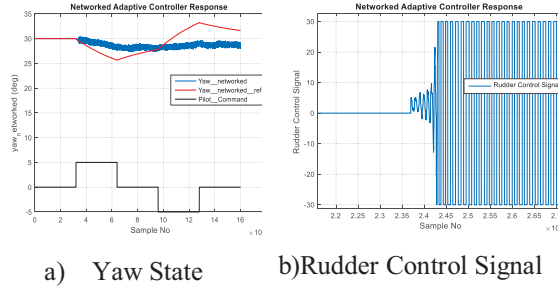 Networked Adaptive Controller Response
35
30
25
20
15
10
5
0
-5
yaw_networked (deg)
Yaw__networked
Yaw__networked__ref
Pilot__Command
0 2 4 6 8 10 12 14 16
Sample No
× 10
a) Yaw State
Networked Adaptive Controller Response
30
20
10
0
-10
-20
-30
Rudder Control Signal
Rudder Control Signal
2.2 2.25 2.3 2.35 2.4 2.45 2.5 2.55 2.6 2.65
Sample No
× 10
b)Rudder Control Signal